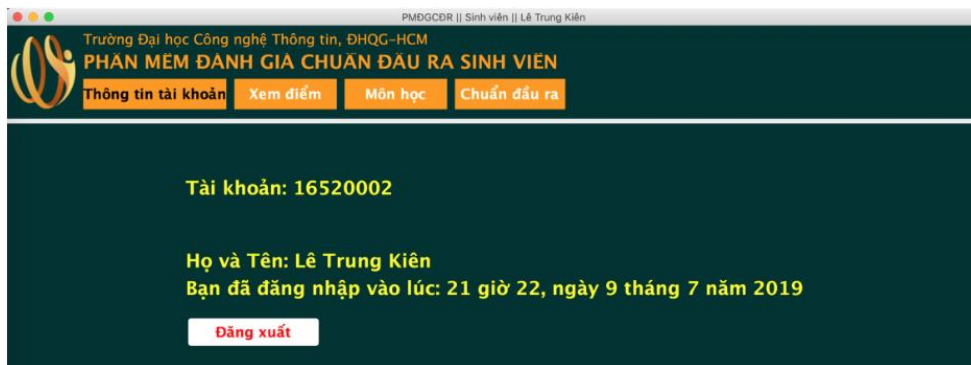 PMĐGCĐR || Sinh viên || Lê Trung Kiên
Trường Đại học Công nghệ Thông tin, ĐHQG-HCM
PHẦN MỀM ĐÁNH GIÁ CHUẨN ĐẦU RA SINH VIÊN
Thông tin tài khoản Xem điểm Môn học Chuẩn đầu ra
Tài khoản: 16520002
Họ và Tên: Lê Trung Kiên
Bạn đã đăng nhập vào lúc: 21 giờ 22, ngày 9 tháng 7 năm 2019
Đăng xuất